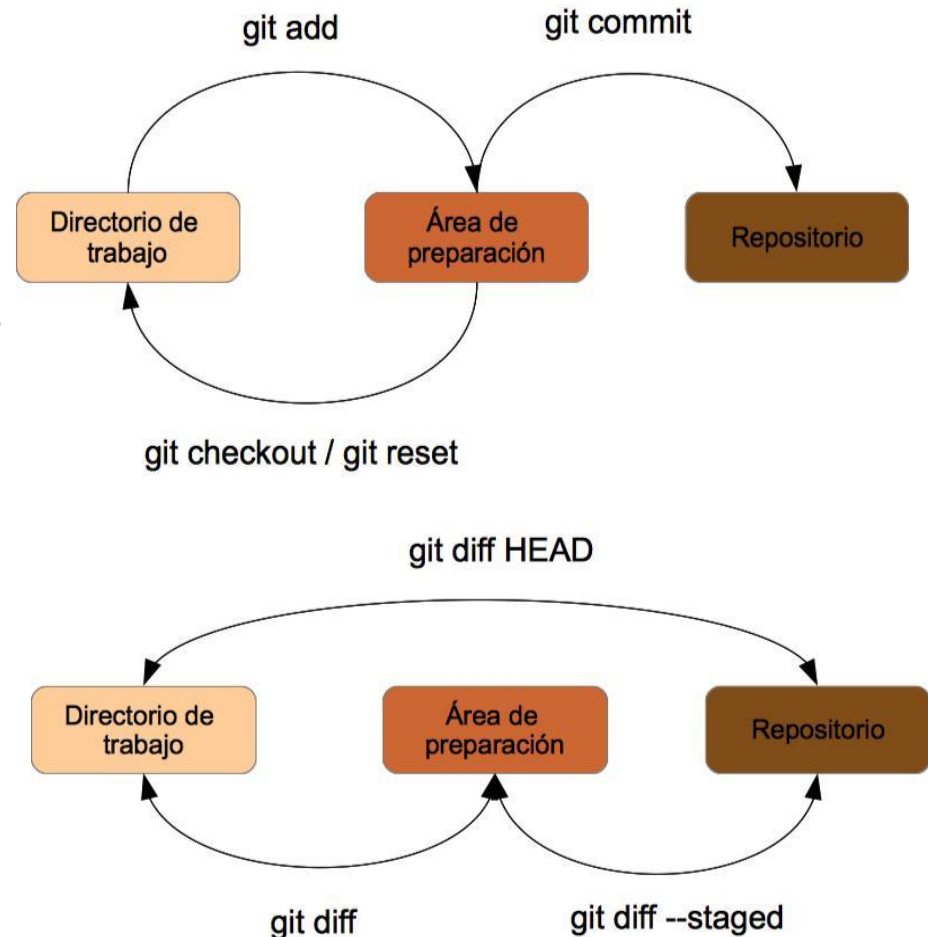 git add
git commit
Directorio de
trabajo
Área de
preparación
Repositorio
git checkout / git reset
git diff HEAD
Directorio de
trabajo
Área de
preparación
Repositorio
git diff
git diff --staged